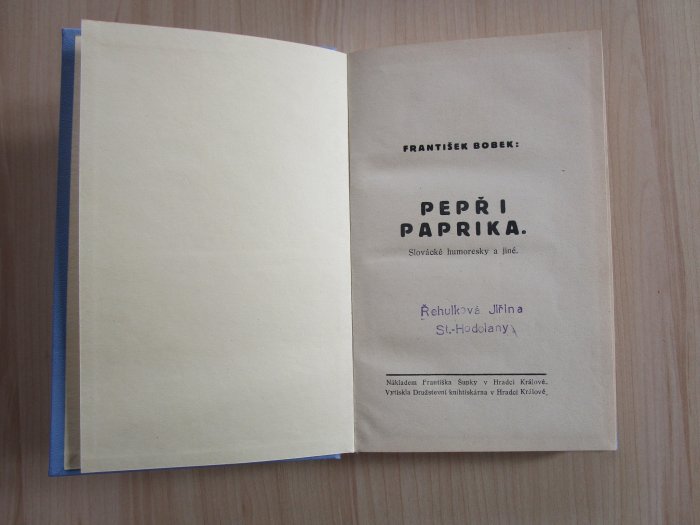 FRANTIŠEK BOBEK:
PEPŘ I
PAPRIKA.
Slovácké humoresky a jiné.
Řehulková Jiřina
Sl.-Hodolany
Nákladem Františka Šupky v Hradci Králové.
Vytiskla Družstevní knihtiskárna v Hradci Králové.